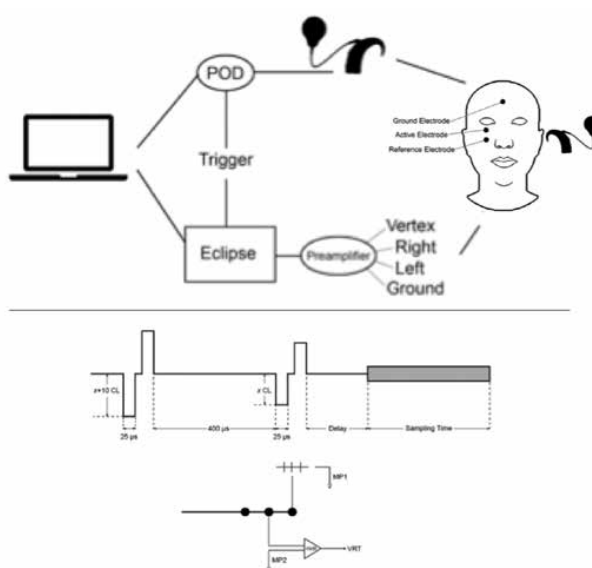 POD
Ground Electrode
Active Electrode
Reference Electrode
Trigger
Vertex
Eclipse
Preamplifier
Right
Left
Ground
x+10 CL
x CL
25 μs
400 μs
25 μs
Delay
Sampling Time
MP1
VRT
MP2